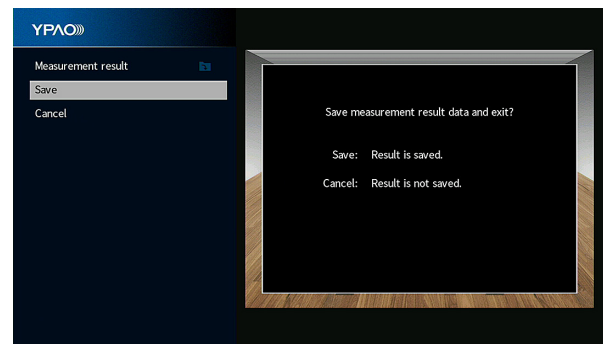 YPAO
Measurement result
Save
Cancel
Save measurement result data and exit?
Save: Result is saved.
Cancel: Result is not saved.